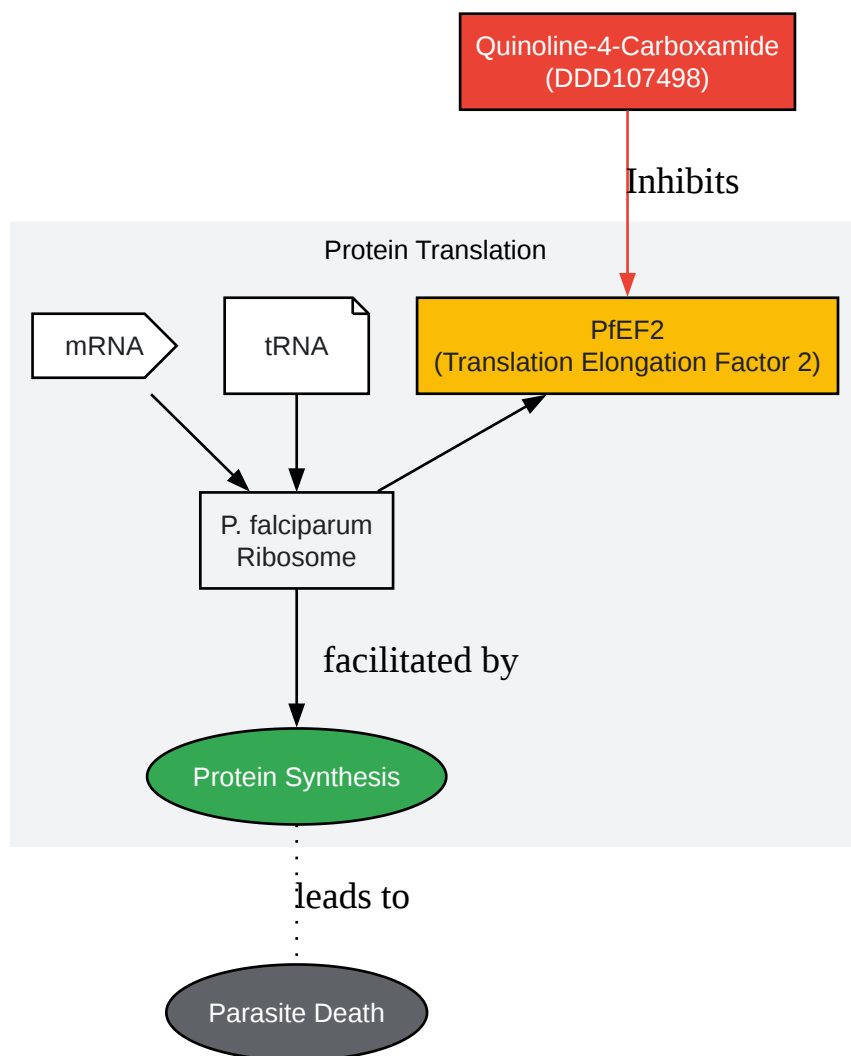 Quinoline-4-Carboxamide
(DDD107498)
Inhibits
Protein Translation
mRNA
tRNA
PfEF2
(Translation Elongation Factor 2)
P. falciparum
Ribosome
facilitated by
Protein Synthesis
leads to
Parasite Death